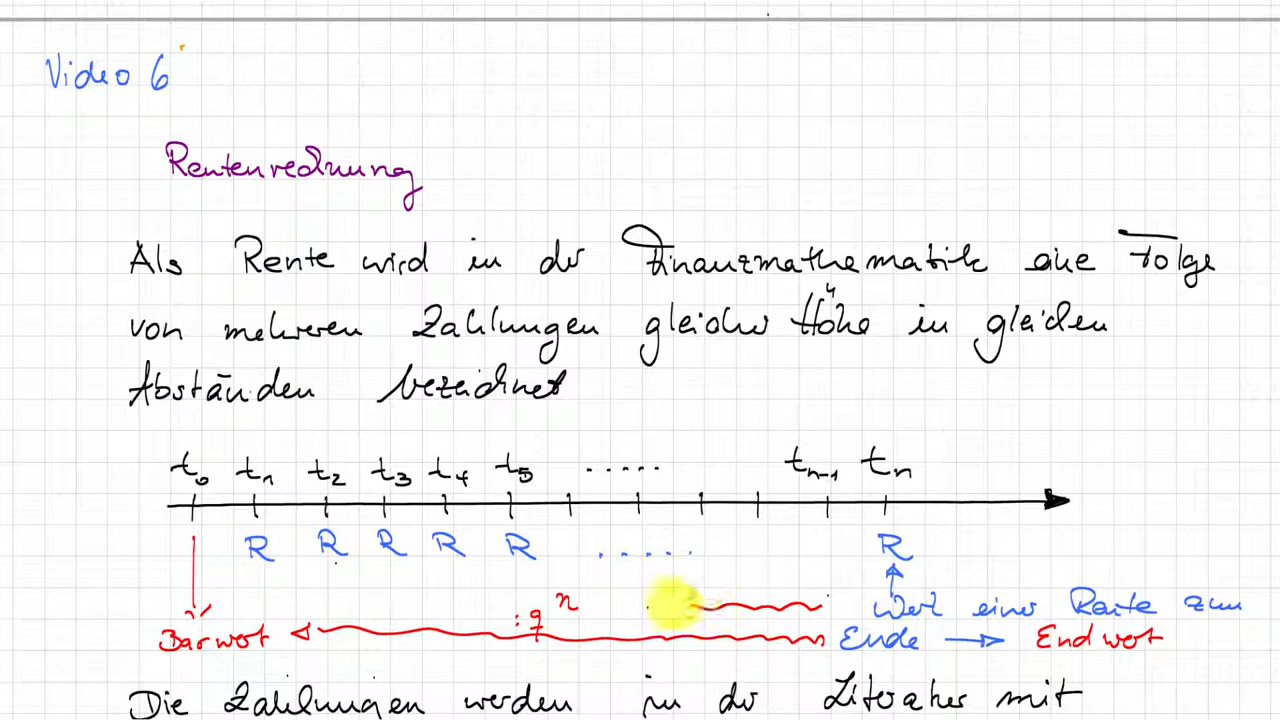 Video 6
Rentenrechnung
Als Rente wird in der Finanzmathematik eine Folge
von mehreren Zahlungen gleicher Höhe in gleichen
Abständen bezeichnet
t₀ t₁ t₂ t₃ t₄ t₅ ..... tₙ₋₁ tₙ
R R R R R ..... R
: qⁿ Wert einer Rente zum
Barwert Ende → Endwert
Die Zahlungen werden in der Literatur mit